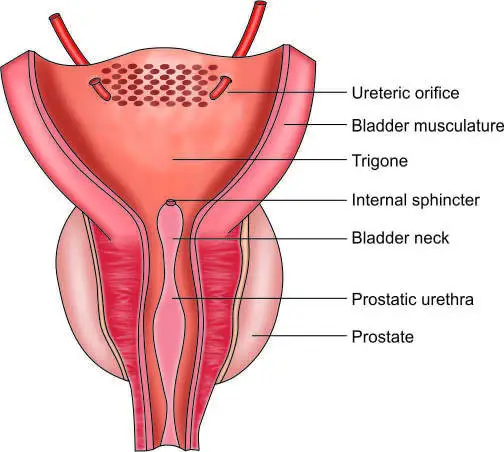 Ureteric orifice
Bladder musculature
Trigone
Internal sphincter
Bladder neck
Prostatic urethra
Prostate